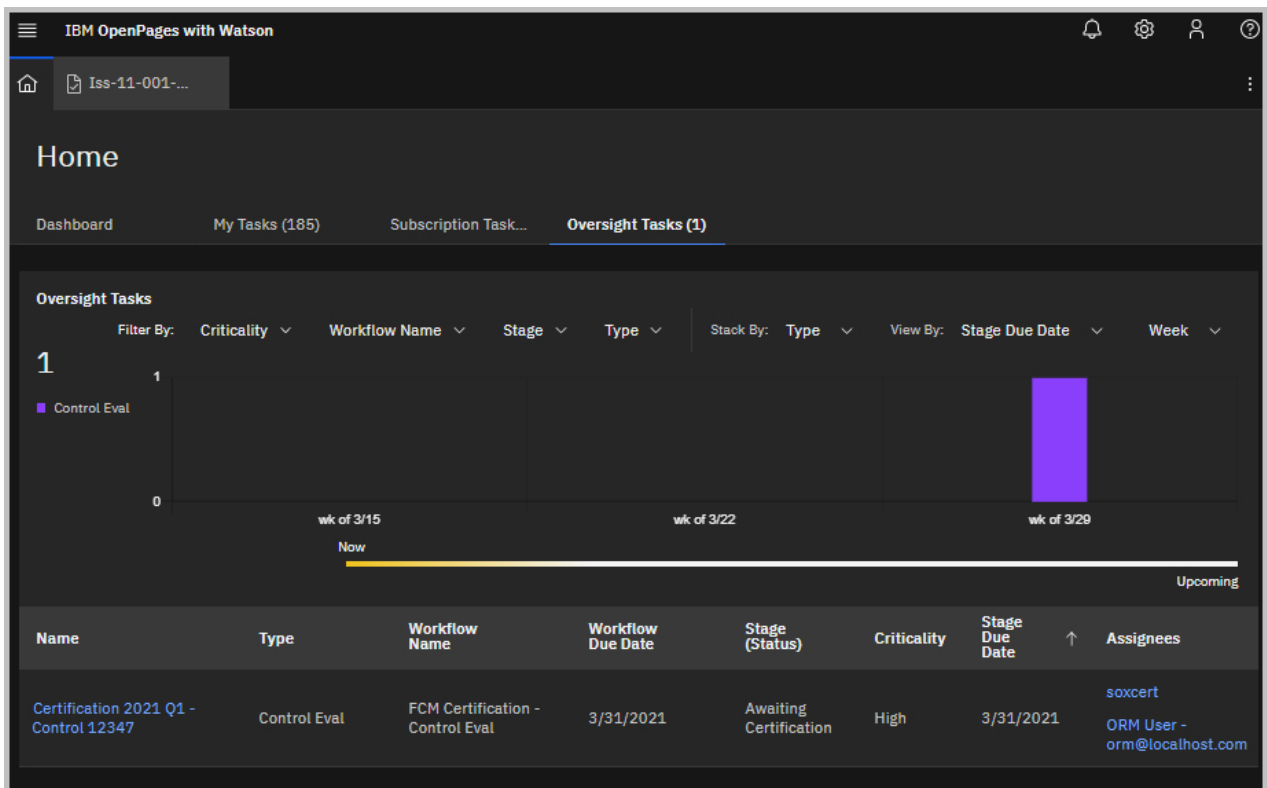 IBM OpenPages with Watson
Iss-11-001-...
Home
Dashboard
My Tasks (185)
Subscription Task...
Oversight Tasks (1)
Oversight Tasks
Filter By: Criticality Workflow Name Stage Type Stack By: Type View By: Stage Due Date Week
1
Control Eval
1
0
wk of 3/15 wk of 3/22 wk of 3/29
Now
Upcoming
Name Type Workflow Name Workflow Due Date Stage (Status) Criticality Stage Due Date Assignees
Certification 2021 Q1 -
Control 12347
Control Eval
FCM Certification -
Control Eval
3/31/2021
Awaiting
Certification
High
3/31/2021
soxcert
ORM User -
orm@localhost.com